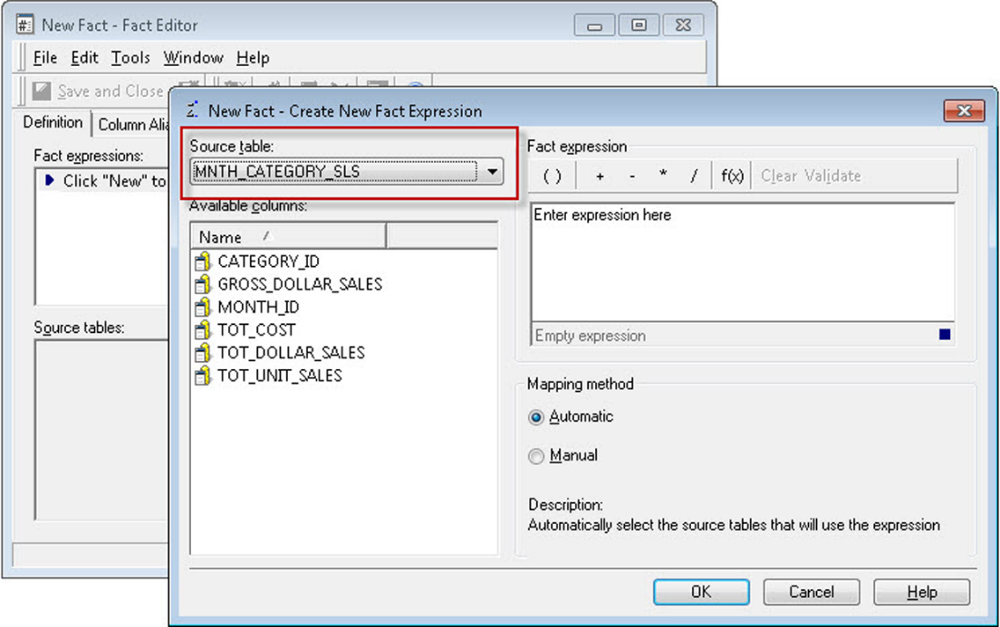 New Fact - Fact Editor
File Edit Tools Window Help
Save and Close
Definition Column Alia
Fact expressions:
Click "New" to
Source tables:
New Fact - Create New Fact Expression
Source table:
MNTH_CATEGORY_SLS
Available columns:
Name
CATEGORY_ID
GROSS_DOLLAR_SALES
MONTH_ID
TOT_COST
TOT_DOLLAR_SALES
TOT_UNIT_SALES
Fact expression
( ) + - * / f(x) Clear Validate
Enter expression here
Empty expression
Mapping method
Automatic
Manual
Description:
Automatically select the source tables that will use the expression
OK Cancel Help